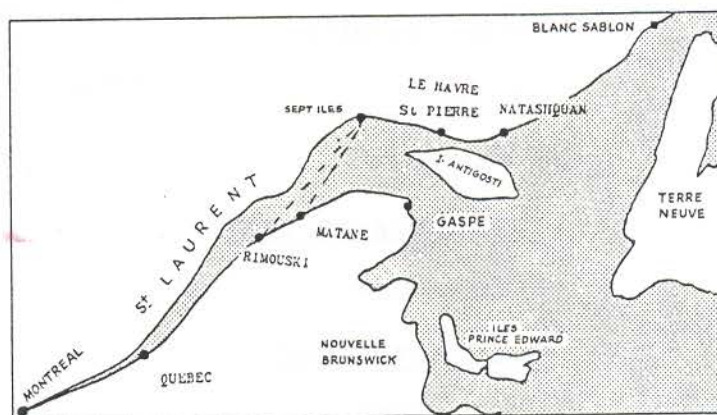 BLANC SABLON
LE HAVRE
St PIERRE
NATASHQUAN
SEPT ILES
I. ANTIGOSTI
TERRE
NEUVE
GASPE
MATANE
RIMOUSKI
St LAURENT
ILES
PRINCE EDWARD
NOUVELLE
BRUNSWICK
QUEBEC
MONTREAL